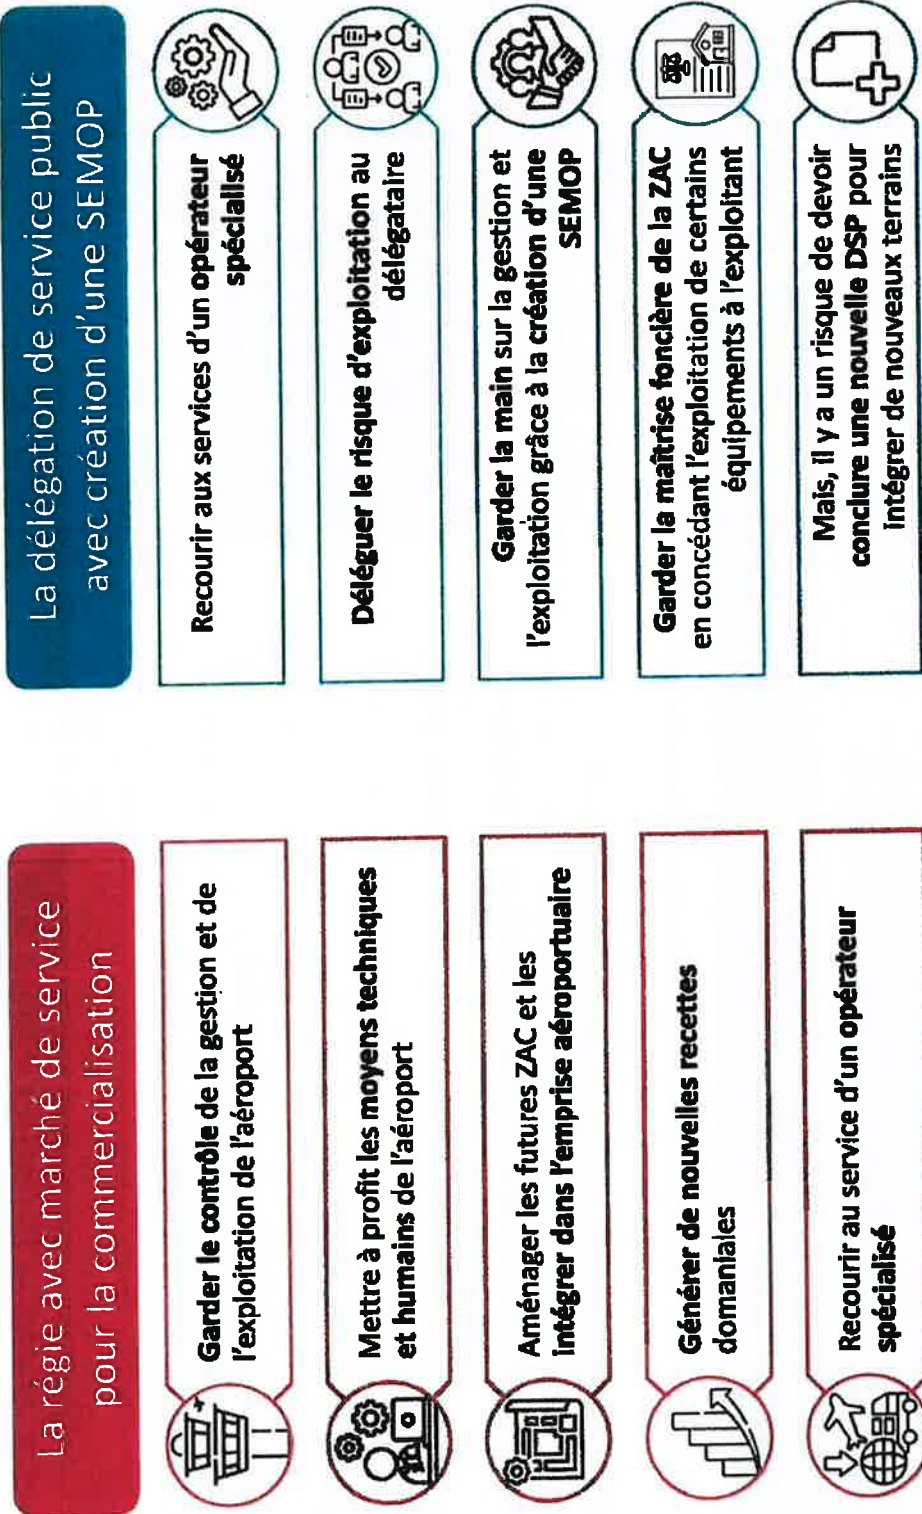 La régie avec marché de service
pour la commercialisation
Garder le contrôle de la gestion et de
l'exploitation de l'aéroport
Mettre à profit les moyens techniques
et humains de l'aéroport
Aménager les futures ZAC et les
intégrer dans l'emprise aéroportuaire
Générer de nouvelles recettes
domaniales
Recourir au service d'un opérateur
spécialisé
La délégation de service public
avec création d'une SEMOP
Recourir aux services d'un opérateur
spécialisé
Déléguer le risque d'exploitation au
délégataire
Garder la main sur la gestion et
l'exploitation grâce à la création d'une
SEMOP
Garder la maîtrise foncière de la ZAC
en concédant l'exploitation de certains
équipements à l'exploitant
Mais, il y a un risque de devoir
conclure une nouvelle DSP pour
intégrer de nouveaux terrains